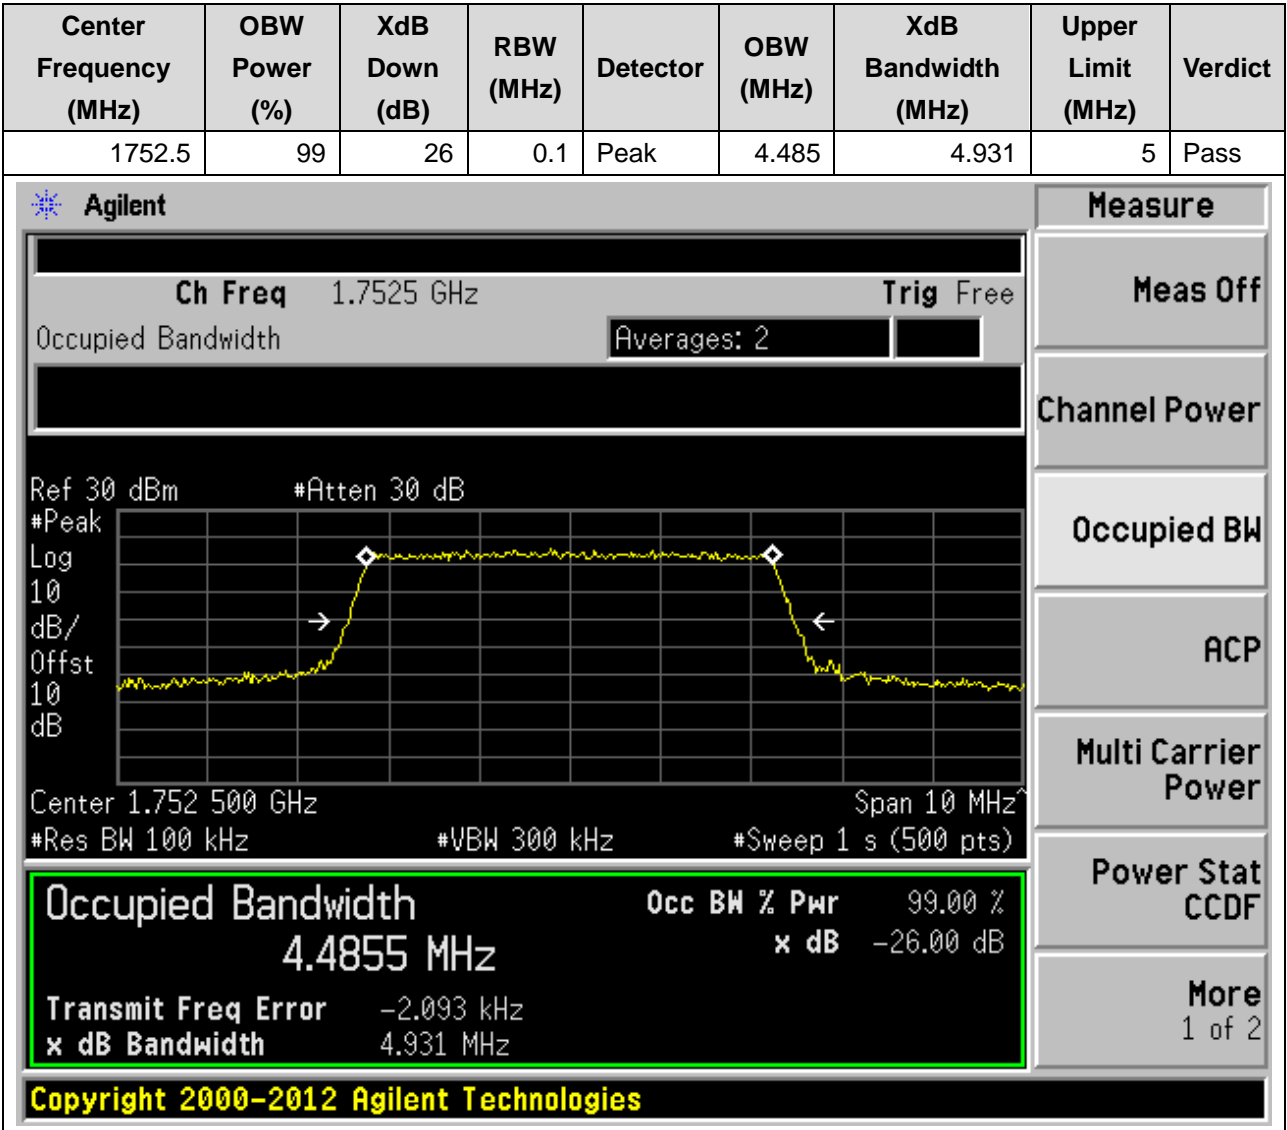 Center Frequency (MHz) OBW Power (%) XdB Down (dB) RBW (MHz) Detector OBW (MHz) XdB Bandwidth (MHz) Upper Limit (MHz) Verdict
1752.5 99 26 0.1 Peak 4.485 4.931 5 Pass
Agilent
Measure
Ch Freq 1.7525 GHz Trig Free
Meas Off
Occupied Bandwidth Averages: 2
Channel Power
Ref 30 dBm #Atten 30 dB
#Peak
Log
10
dB/
Offst
10
dB
Occupied BW
ACP
Center 1.752 500 GHz Span 10 MHz^
#Res BW 100 kHz #VBW 300 kHz #Sweep 1 s (500 pts)
Multi Carrier
Power
Occupied Bandwidth Occ BW % Pwr 99.00 %
4.4855 MHz x dB -26.00 dB
Power Stat
CCDF
Transmit Freq Error -2.093 kHz
x dB Bandwidth 4.931 MHz
More
1 of 2
Copyright 2000-2012 Agilent Technologies